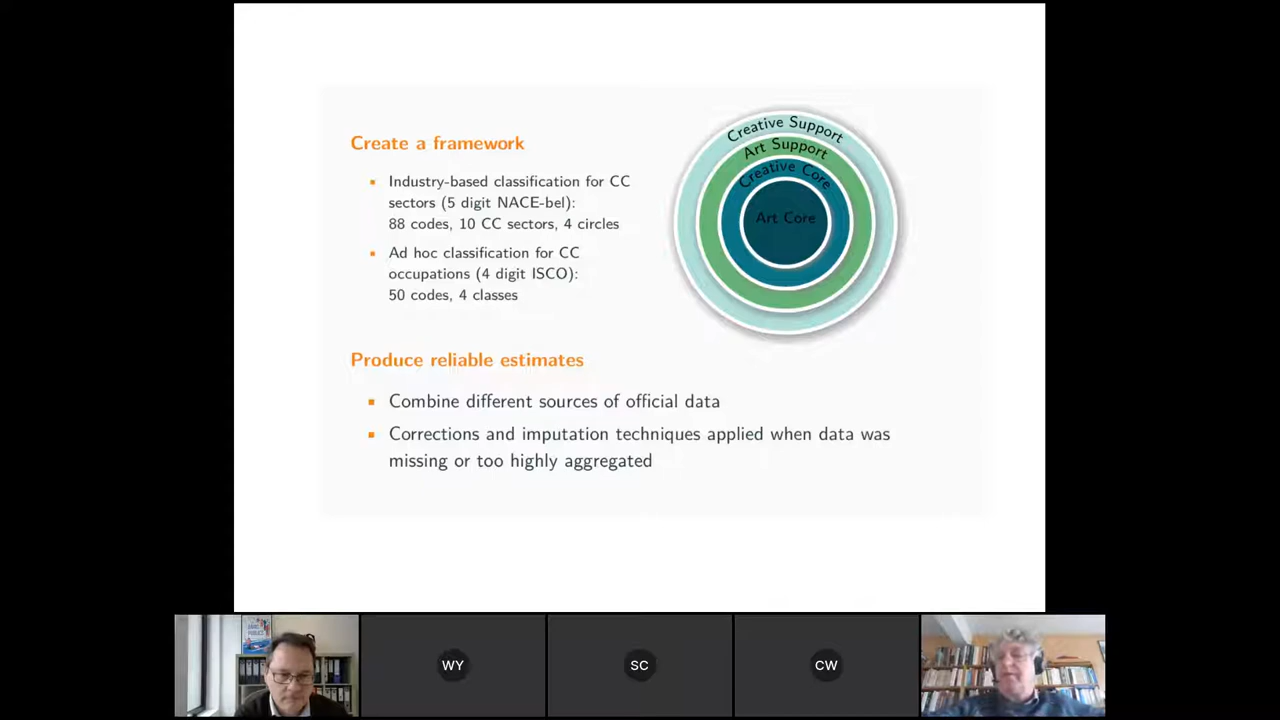 Create a framework
Industry-based classification for CC
sectors (5 digit NACE-bel):
88 codes, 10 CC sectors, 4 circles
Ad hoc classification for CC
occupations (4 digit ISCO):
50 codes, 4 classes
Creative Support
Art Support
Creative Core
Art Core
Produce reliable estimates
Combine different sources of official data
Corrections and imputation techniques applied when data was
missing or too highly aggregated
WY
SC
CW